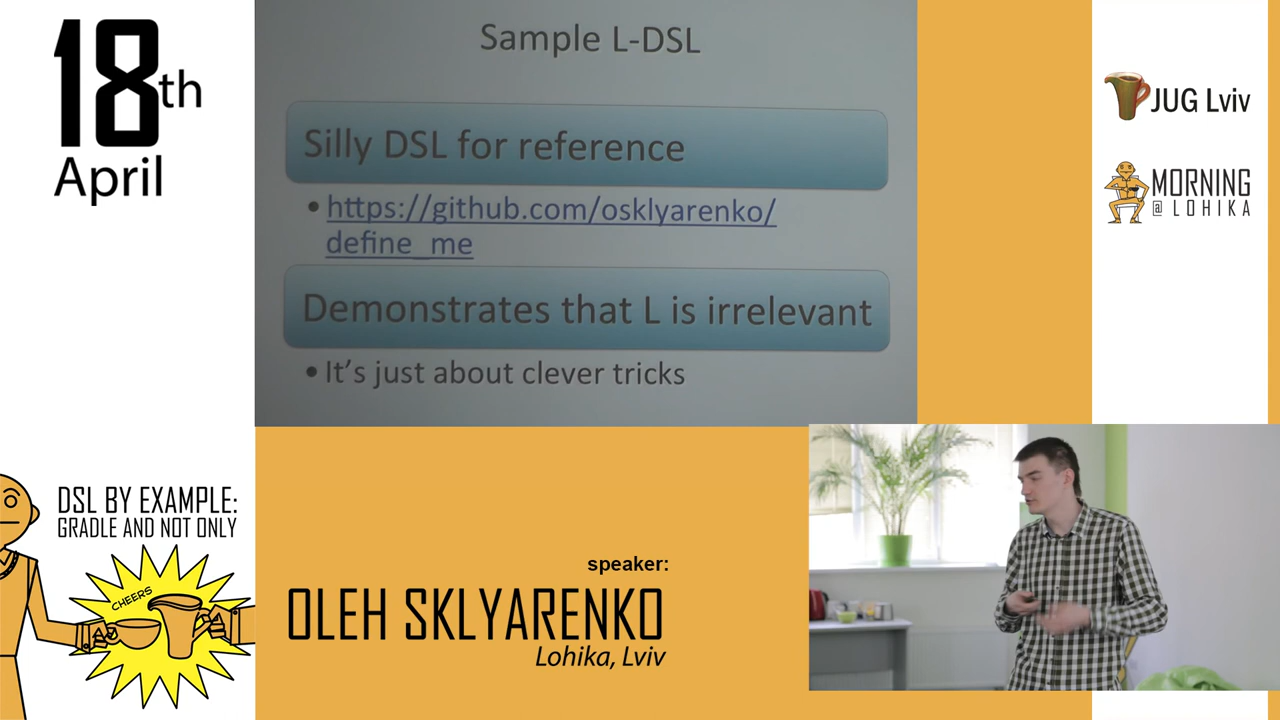 18th
April
Sample L-DSL
Silly DSL for reference
• https://github.com/osklyarenko/
define_me
Demonstrates that L is irrelevant
• It's just about clever tricks
JUG Lviv
MORNING
@ LOHIKA
DSL BY EXAMPLE:
GRADLE AND NOT ONLY
CHEERS
speaker:
OLEH SKLYARENKO
Lohika, Lviv